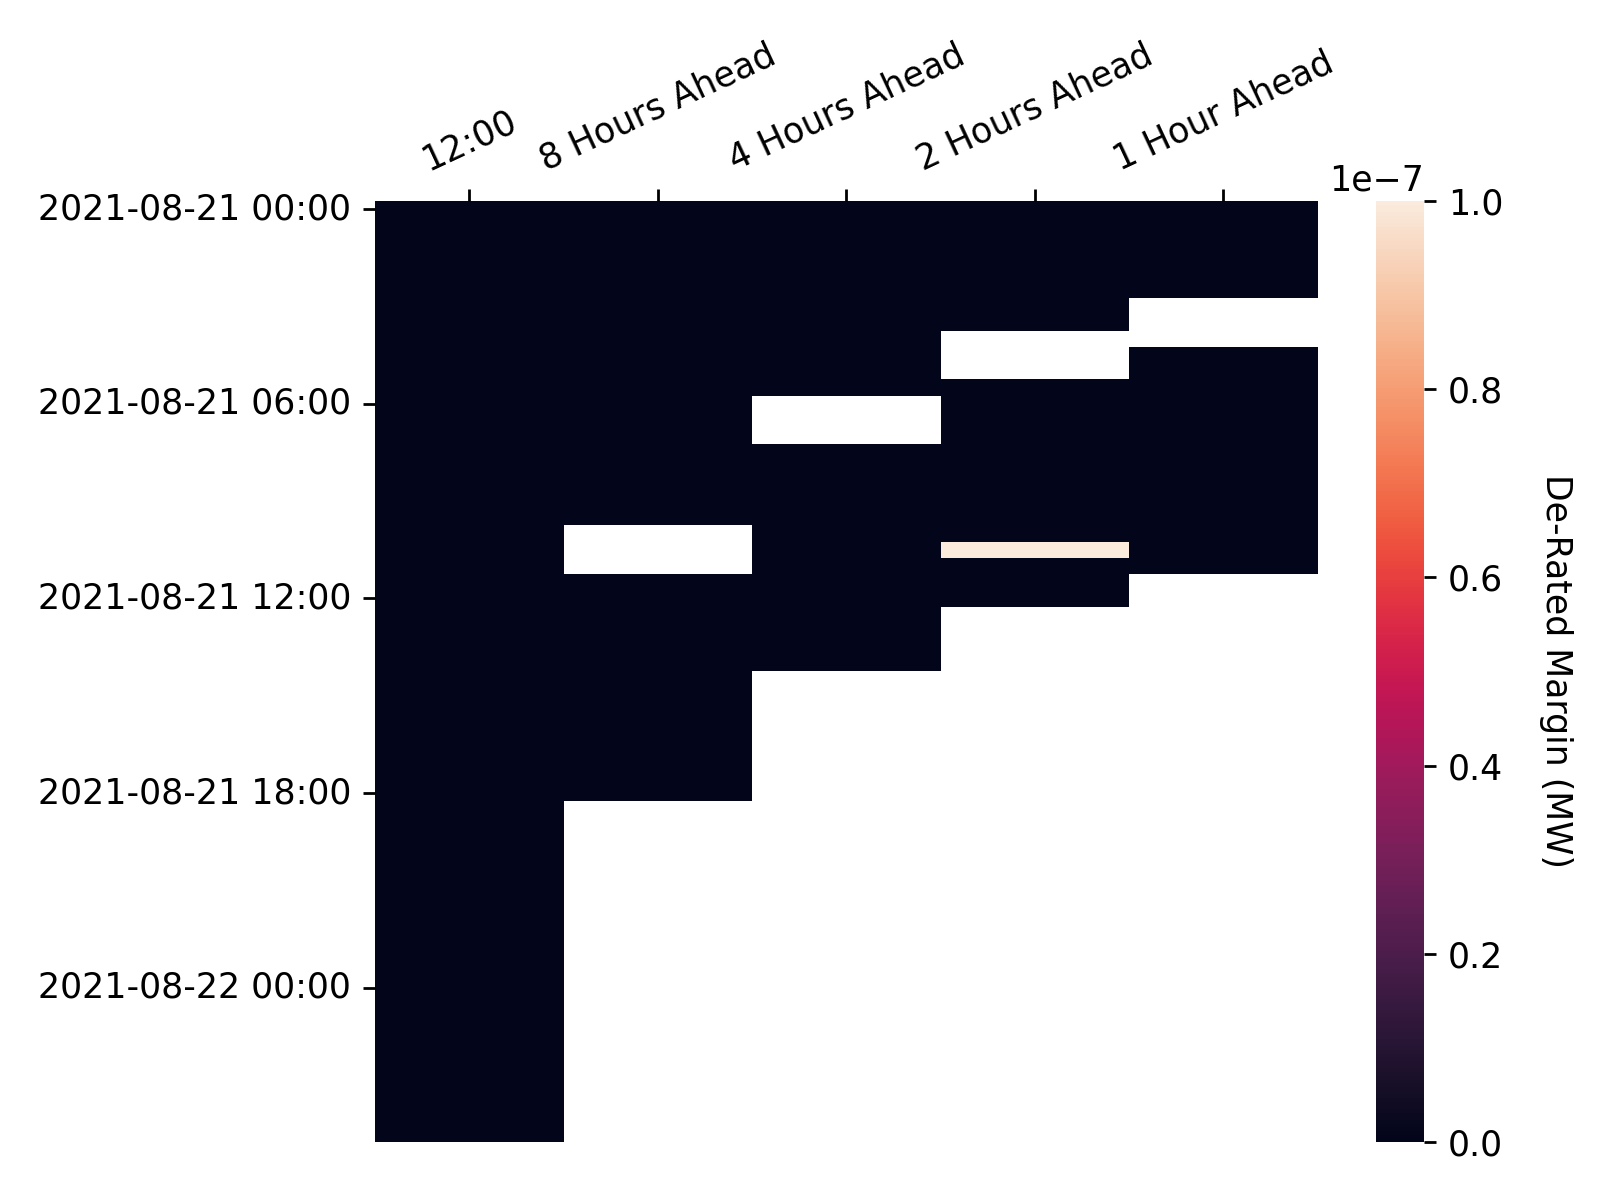 12:00
8 Hours Ahead
4 Hours Ahead
2 Hours Ahead
1 Hour Ahead
2021-08-21 00:00
2021-08-21 06:00
2021-08-21 12:00
2021-08-21 18:00
2021-08-22 00:00
1e−7
1.0
0.8
0.6
0.4
0.2
0.0
De-Rated Margin (MW)